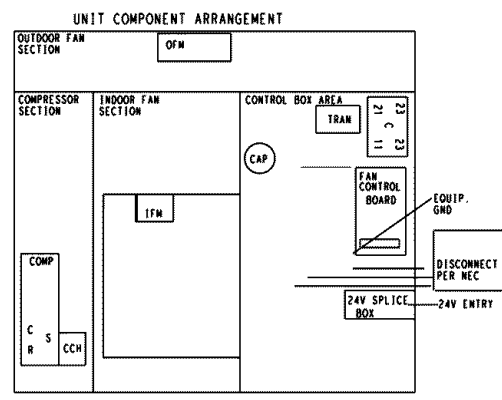 UNIT COMPONENT ARRANGEMENT
OUTDOOR FAN
SECTION
OFM
COMPRESSOR
SECTION
INDOOR FAN
SECTION
CONTROL BOX AREA
TRAN
21
C
11
23
23
CAP
FAN
CONTROL
BOARD
IFM
EQUIP.
GND
COMP
DISCONNECT
PER NEC
24V SPLICE
BOX
24V ENTRY
C
S
R
CCH